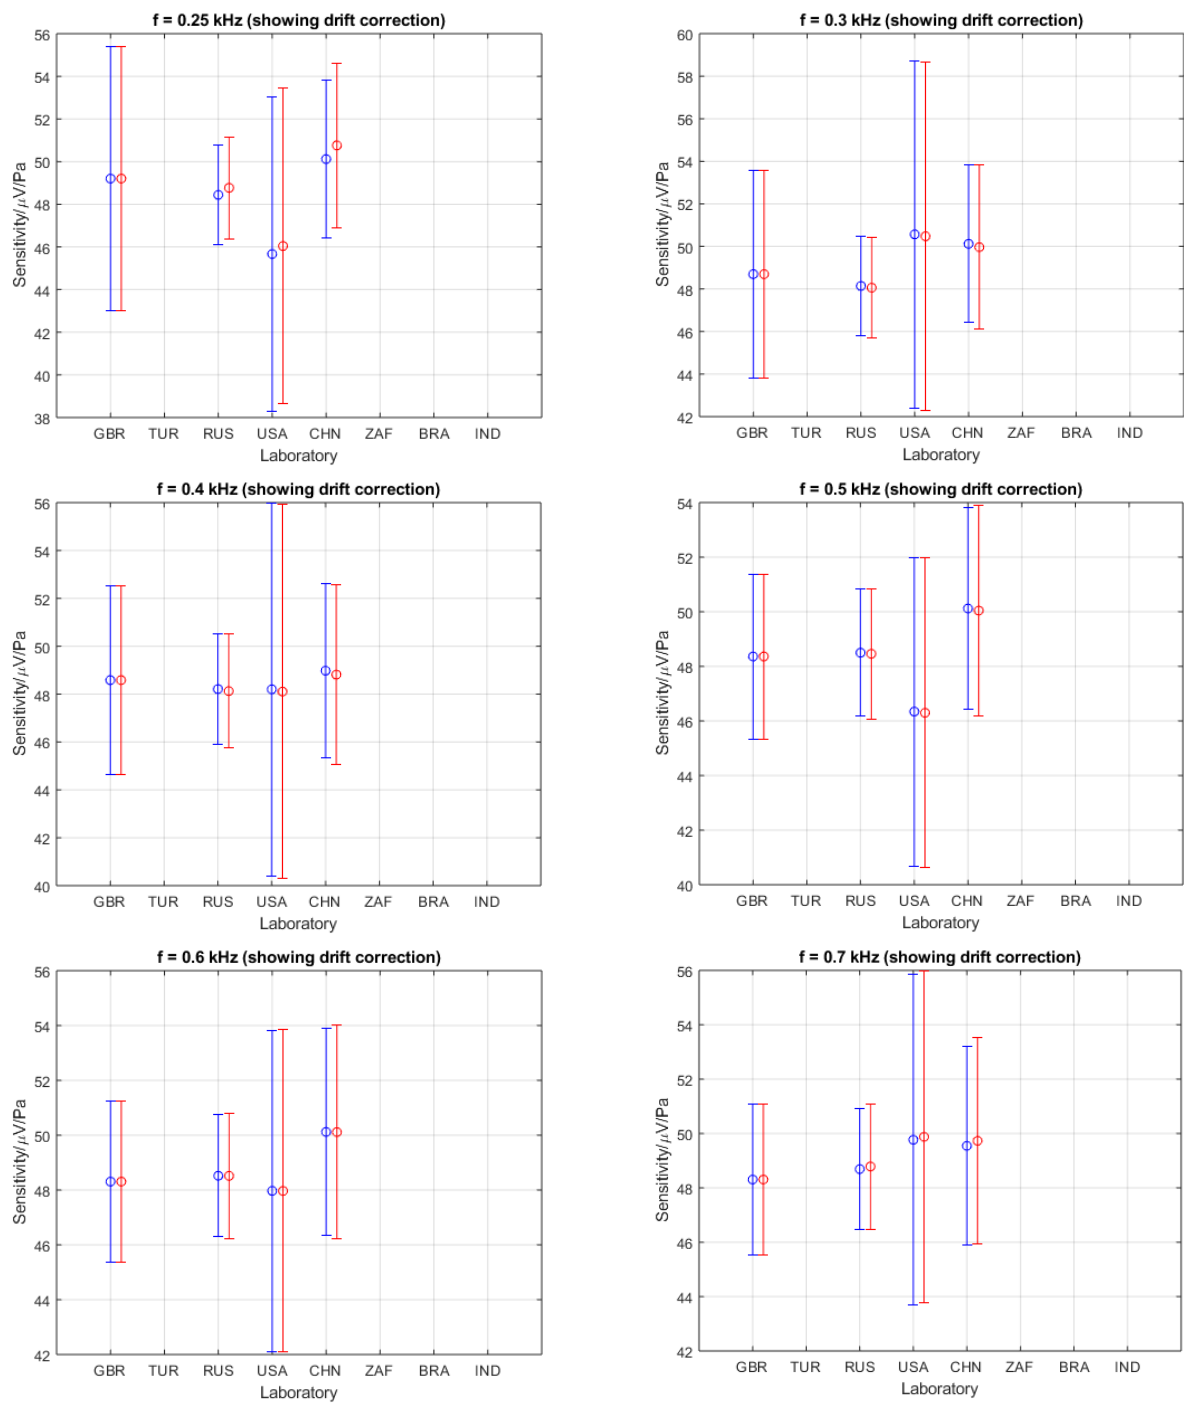 f = 0.25 kHz (showing drift correction)
56
54
52
50
48
46
44
42
40
38
Sensitivity/μV/Pa
GBR TUR RUS USA CHN ZAF BRA IND
Laboratory
f = 0.3 kHz (showing drift correction)
60
58
56
54
52
50
48
46
44
42
Sensitivity/μV/Pa
GBR TUR RUS USA CHN ZAF BRA IND
Laboratory
f = 0.4 kHz (showing drift correction)
56
54
52
50
48
46
44
42
40
Sensitivity/μV/Pa
GBR TUR RUS USA CHN ZAF BRA IND
Laboratory
f = 0.5 kHz (showing drift correction)
54
52
50
48
46
44
42
40
Sensitivity/μV/Pa
GBR TUR RUS USA CHN ZAF BRA IND
Laboratory
f = 0.6 kHz (showing drift correction)
56
54
52
50
48
46
44
42
Sensitivity/μV/Pa
GBR TUR RUS USA CHN ZAF BRA IND
Laboratory
f = 0.7 kHz (showing drift correction)
56
54
52
50
48
46
44
42
Sensitivity/μV/Pa
GBR TUR RUS USA CHN ZAF BRA IND
Laboratory